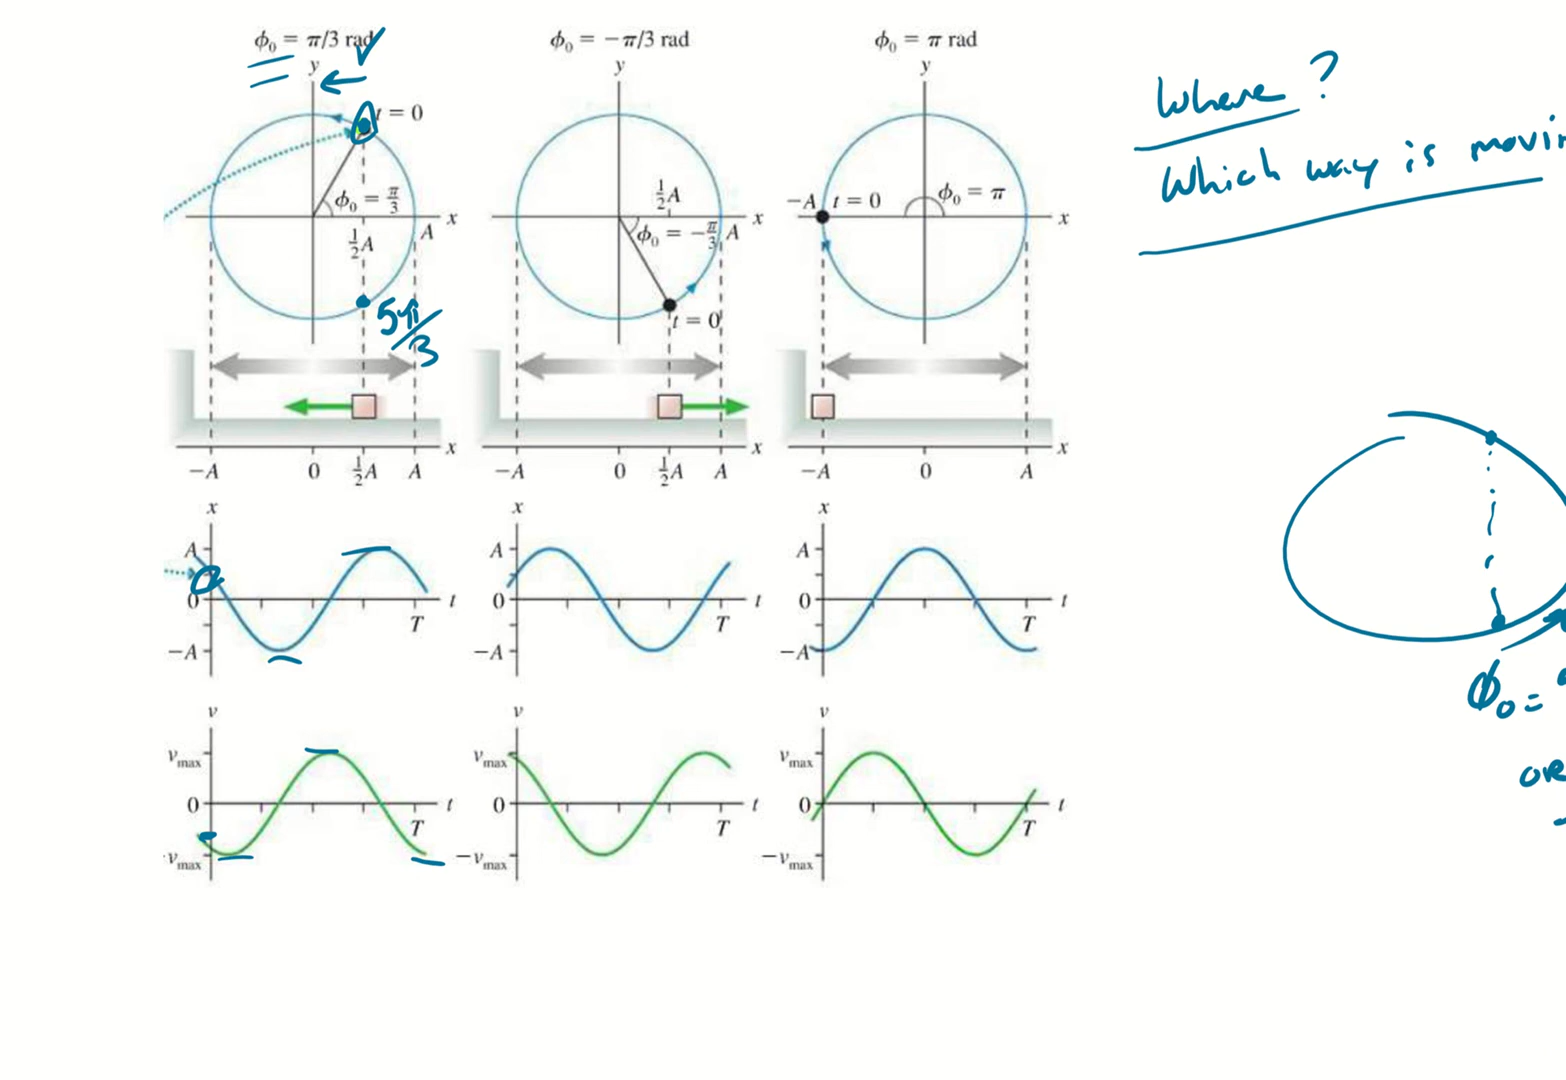 ϕ₀ = π/3 rad
y
t = 0
ϕ₀ = π/3
½A
A
x
5π/3
-A 0 ½A A x
x
A
0
-A
T
t
v
vmax
0
-vmax
T
t
ϕ₀ = -π/3 rad
y
½A
ϕ₀ = -π/3
A
x
t = 0
-A 0 ½A A x
x
A
0
-A
T
t
v
vmax
0
-vmax
T
t
ϕ₀ = π rad
y
-A
t = 0
ϕ₀ = π
x
-A 0 A x
x
A
0
-A
T
t
v
vmax
0
-vmax
T
t
Where?
Which way is movin
ϕ₀ =
OR